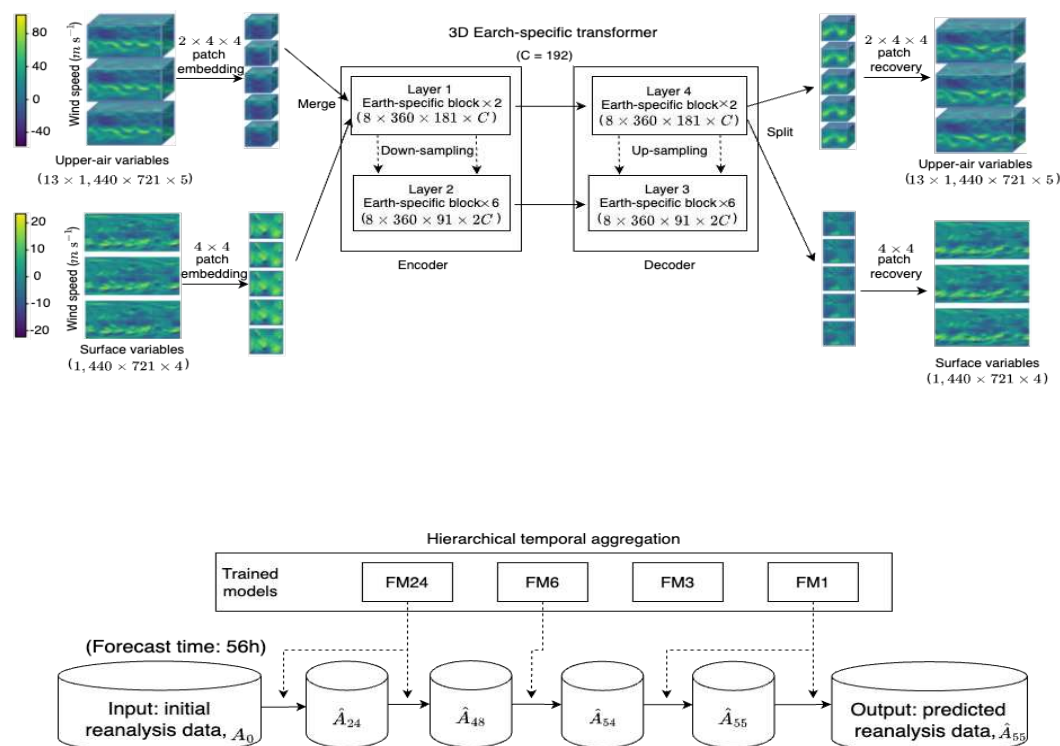 80
40
0
-40
Wind speed (m s⁻¹)
2 × 4 × 4
patch
embedding
Upper-air variables
(13 × 1, 440 × 721 × 5)
20
10
0
-10
-20
Wind speed (m s⁻¹)
4 × 4
patch
embedding
Surface variables
(1, 440 × 721 × 4)
Merge
3D Earch-specific transformer
(C = 192)
Layer 1
Earth-specific block×2
(8 × 360 × 181 × C)
Down-sampling
Layer 2
Earth-specific block×6
(8 × 360 × 91 × 2C)
Encoder
Layer 4
Earth-specific block×2
(8 × 360 × 181 × C)
Up-sampling
Layer 3
Earth-specific block×6
(8 × 360 × 91 × 2C)
Decoder
Split
2 × 4 × 4
patch
recovery
Upper-air variables
(13 × 1, 440 × 721 × 5)
4 × 4
patch
recovery
Surface variables
(1, 440 × 721 × 4)
Hierarchical temporal aggregation
Trained
models
FM24
FM6
FM3
FM1
(Forecast time: 56h)
Input: initial
reanalysis data, A₀
Â₂₄
Â₄₈
Â₅₄
Â₅₅
Output: predicted
reanalysis data, Â₅₅